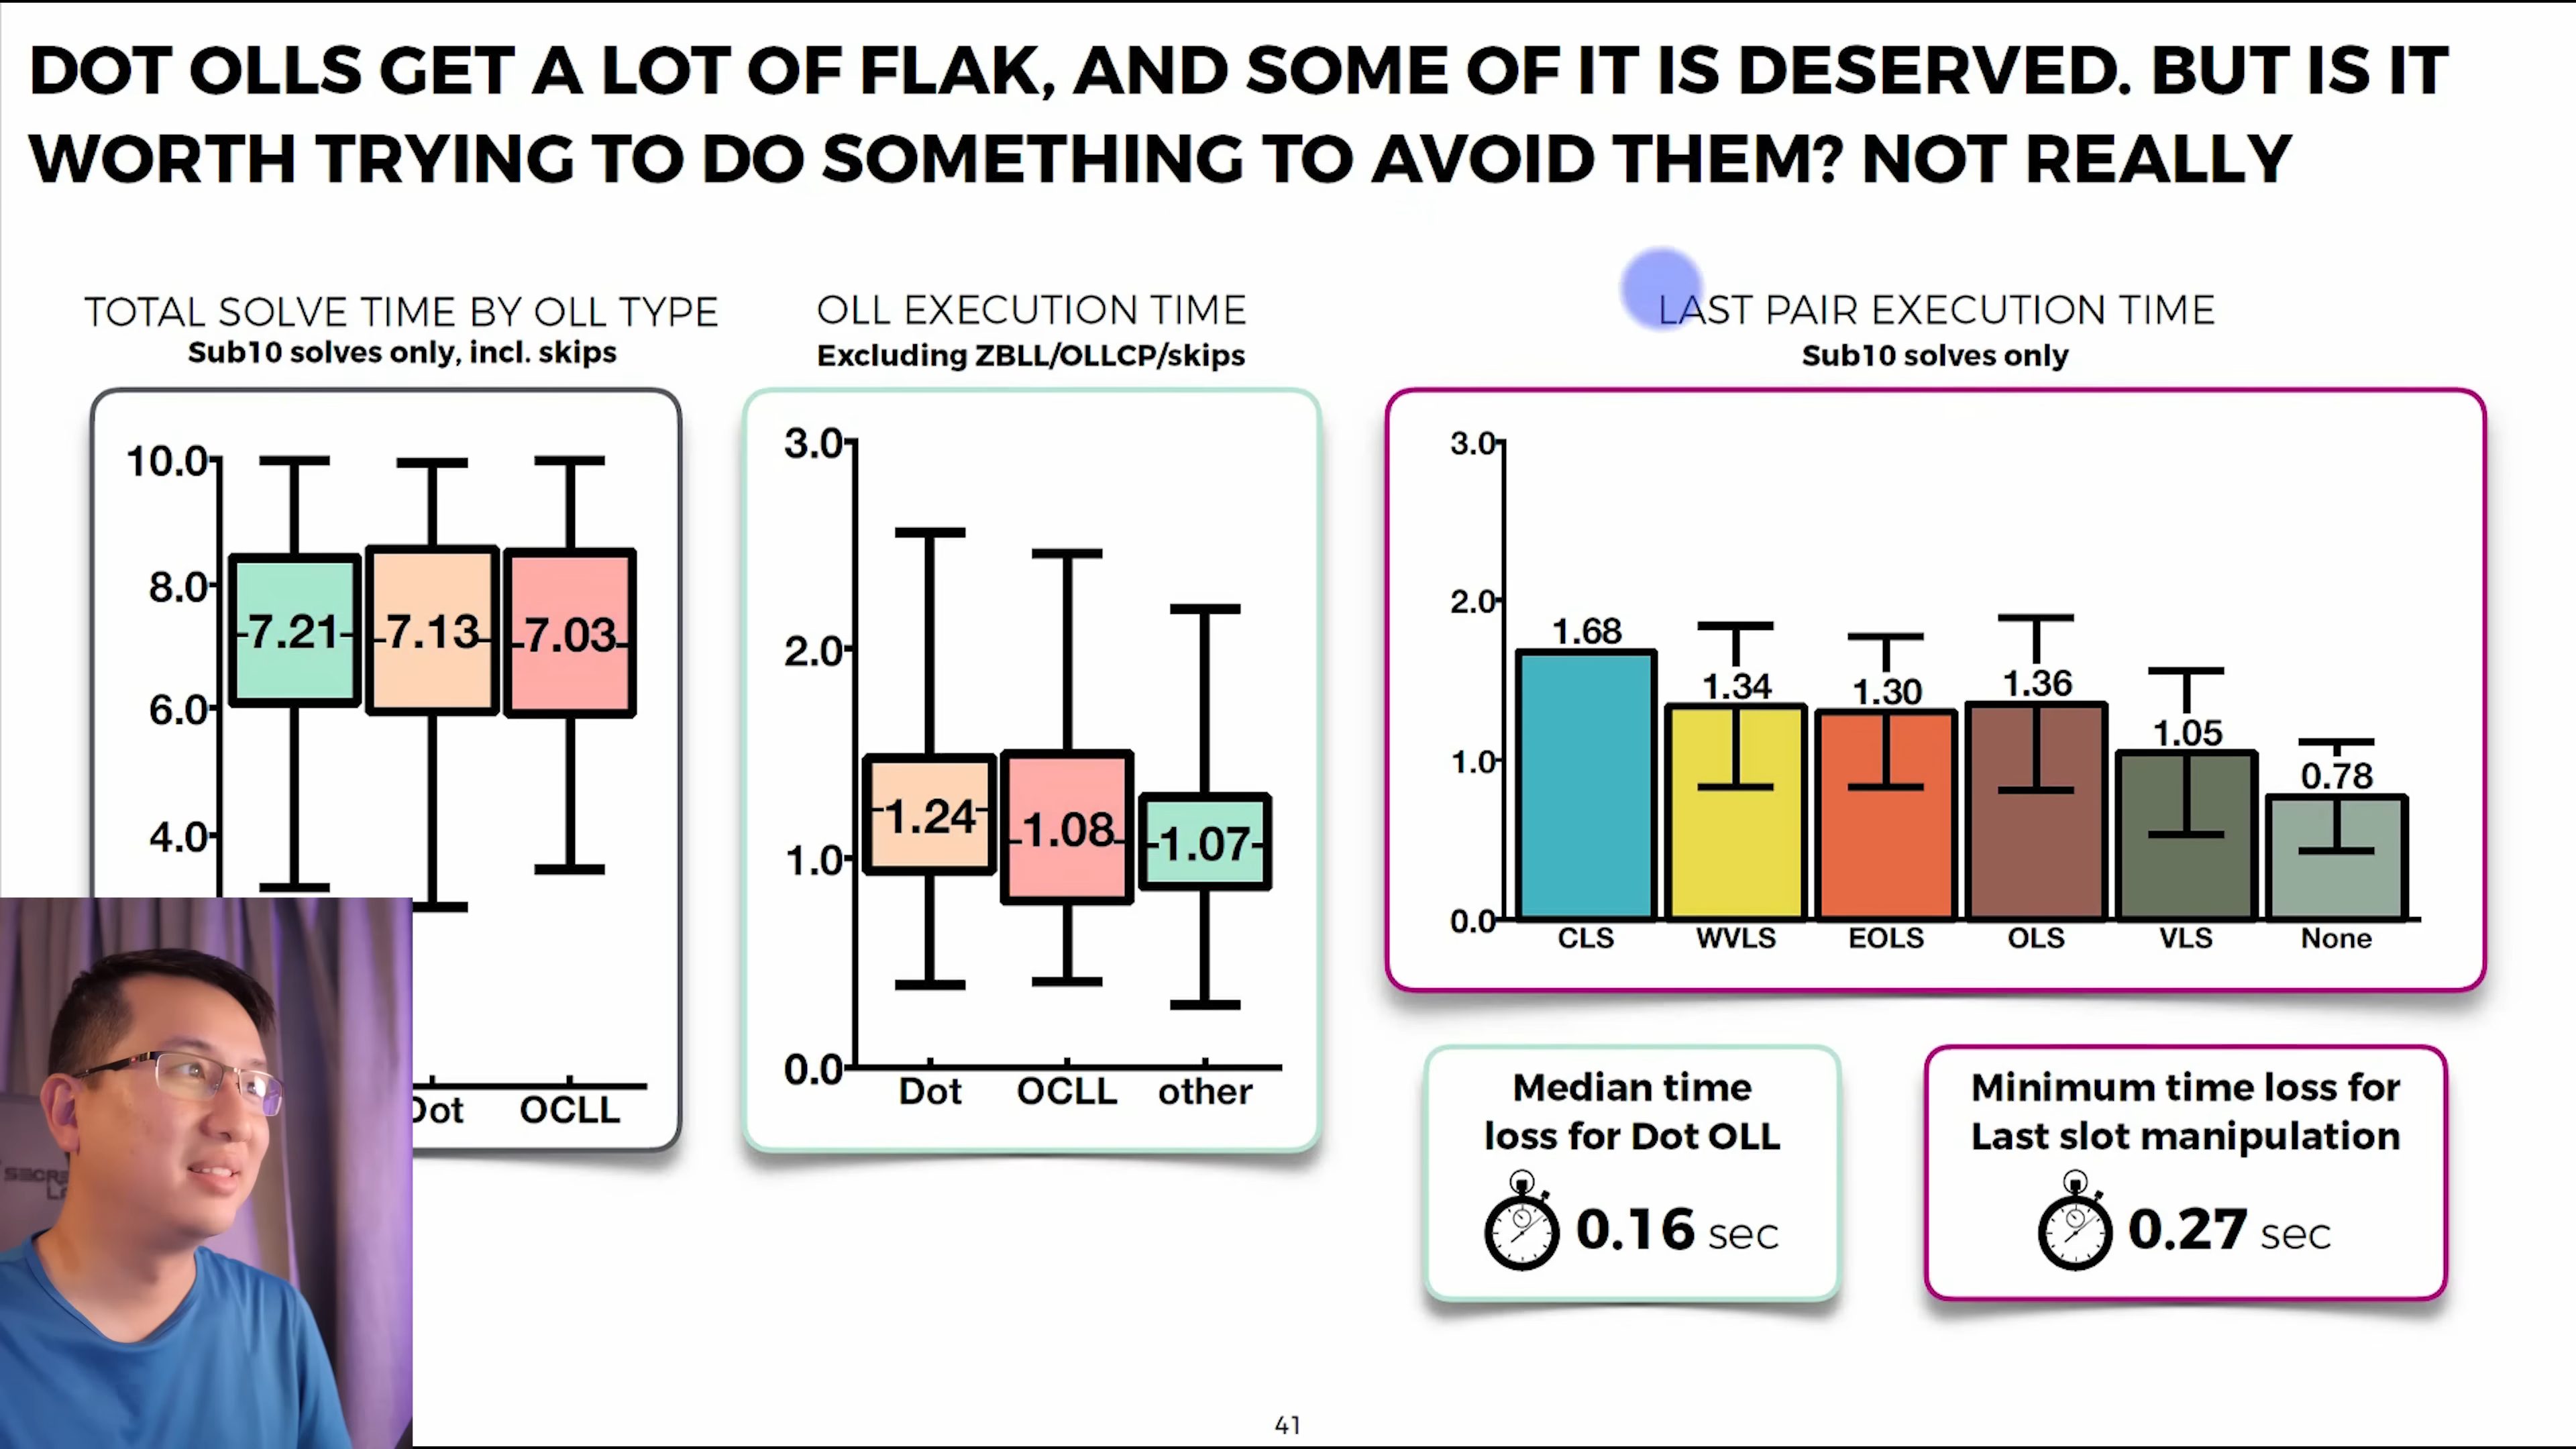 DOT OLLS GET A LOT OF FLAK, AND SOME OF IT IS DESERVED. BUT IS IT
WORTH TRYING TO DO SOMETHING TO AVOID THEM? NOT REALLY
TOTAL SOLVE TIME BY OLL TYPE
Sub10 solves only, incl. skips
10.0
8.0
6.0
4.0
7.21
7.13
7.03
Dot
OCLL
OLL EXECUTION TIME
Excluding ZBLL/OLLCP/skips
3.0
2.0
1.0
0.0
1.24
1.08
1.07
Dot
OCLL
other
LAST PAIR EXECUTION TIME
Sub10 solves only
3.0
2.0
1.0
0.0
1.68
1.34
1.30
1.36
1.05
0.78
CLS
WVLS
EOLS
OLS
VLS
None
Median time
loss for Dot OLL
0.16 sec
Minimum time loss for
Last slot manipulation
0.27 sec
41